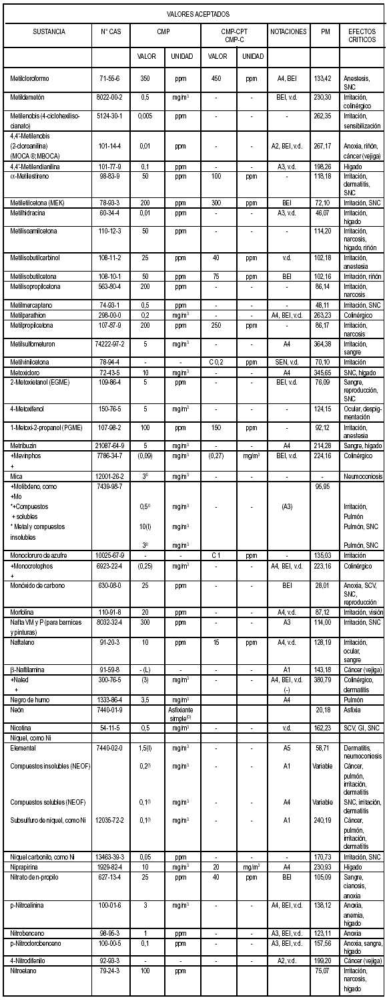 VALORES ACEPTADOS
SUSTANCIA N° CAS CMP CMP-CPT NOTACIONES PM EFECTOS
CMP-C CRITICOS
VALOR UNIDAD VALOR UNIDAD
Metilcloroformo 71-55-6 350 ppm 450 ppm A4, BEI 133,42 Anestesis,
SNC
Metildemetón 8022-00-2 0,5 mg/m³ - - BEI, v.d. 230,30 Irritación,
colinérgico
Metilenobis (4-ciclohexiliso- 5124-30-1 0,005 ppm - - - 262,35 Irritación,
cianato) sensibilización
4,4'-Metilenobis
(2-cloroanilina) 101-14-4 0,01 ppm - - A2, BEI, v.d. 267,17 Anoxia, riñón,
(MOCA ®; MBOCA) cáncer (vejiga)
4,4'-Metilendianilina 101-77-9 0,1 ppm - - A3, v.d. 198,26 Hígado
α-Metilestireno 98-83-9 50 ppm 100 ppm - 118,18 Irritación,
dermatitis,
SNC
Metiletilcetona (MEK) 78-93-3 200 ppm 300 ppm BEI 72,10 Irritación, SNC
Metilhidracina 60-34-4 0,01 ppm - - A3, v.d. 46,07 Irritación,
hígado
Metilisoamilcetona 110-12-3 50 ppm - - - 114,20 Irritación,
narcosis,
hígado, riñón
Metilisobutilcarbinol 108-11-2 25 ppm 40 ppm v.d. 102,18 Irritación,
anestesia
Metilisobutilcetona 108-10-1 50 ppm 75 ppm BEI 102,16 Irritación, riñón
Metilisopropilcetona 563-80-4 200 ppm - - - 86,14 Irritación,
narcosis
Metilmercaptano 74-93-1 0,5 ppm - - - 48,11 Irritación, SNC
Metilparathion 298-00-0 0,2 mg/m³ - - A4, BEI, v.d. 263,23 Colinérgico
Metilpropilcetona 107-87-9 200 ppm 250 ppm - 86,17 Irritación,
narcosis
Metilsulfometuron 74222-97-2 5 mg/m³ - - A4 364,38 Irritación,
sangre
Metilvinilcetona 78-94-4 - - C 0,2 ppm SEN, v.d. 70,10 Irritación
Metoxicloro 72-43-5 10 mg/m³ - - A4 345,65 SNC, hígado
2-Metoxietanol (EGME) 109-86-4 5 ppm - - BEI, v.d. 76,09 Sangre,
reproducción,
SNC
4-Metoxifenol 150-76-5 5 mg/m³ - - - 124,15 Ocular, despig-
mentación
1-Metoxi-2-propanol (PGME) 107-98-2 100 ppm 150 ppm - 92,12 Irritación,
anestesia
Metribuzin 21087-64-9 5 mg/m³ - - A4 214,28 Sangre, hígado
+Mevinphos 7786-34-7 (0,09) mg/m³ (0,27) mg/m³ BEI, v.d. 224,16 Colinérgico
+
Mica 12001-26-2 3 mg/m³ - - - - Neumoconiosis
+Molibdeno, como 7439-98-7 95,95
+Mo
*+Compuestos 0,5 mg/m³ - - (A3) Irritación,
+ solubles Pulmón
* Metal y compuestos 10(I) mg/m³ - - Pulmón, SNC
insolubles
3 mg/m³ - - Pulmón, SNC
Monocloruro de azufre 10025-67-9 - - C 1 ppm - 135,03 Irritación
+Monocrotophos 6923-22-4 (0,25) mg/m³ - - A4, BEI, v.d. 223,16 Colinérgico
+
Monóxido de carbono 630-08-0 25 ppm - - BEI 28,01 Anoxia, SCV,
SNC,
reproducción
Morfolina 110-91-8 20 ppm - - A4, v.d. 87,12 Irritación, visión
Nafta VM y P (para barnices 8032-32-4 300 ppm - - A3 114,00 Irritación, SNC
y pinturas)
Naftaleno 91-20-3 10 ppm 15 ppm A4, v.d. 128,19 Irritación,
ocular,
sangre
β-Naftilamina 91-59-8 - (L) - - - A1 143,18 Cáncer (vejiga)
+Naled 300-76-5 (3) mg/m³ - - A4, BEI, v.d. 380,79 Colinérgico,
+ (-) dermatitis
Negro de humo 1333-86-4 3,5 mg/m³ A4 Pulmón
Neón 7440-01-9 Asfixiante 20,18 Asfixia
simple(D)
Nicotina 54-11-5 0,5 mg/m³ - - v.d. 162,23 SCV, GI, SNC
Níquel, como Ni
Elemental 7440-02-0 1,5(I) mg/m³ - - A5 58,71 Dermatitis,
neumoconiosis
Compuestos insolubles (NEOF) 0,2(I) mg/m³ - - A1 Variable Cáncer,
pulmón,
irritación,
dermatitis
Compuestos solubles (NEOF) 0,1(I) mg/m³ - - A4 Variable SNC, irritación,
dermatitis
Subsulfuro de níquel, como Ni 12035-72-2 0,1(I) mg/m³ - - A1 240,19 Cáncer,
pulmón,
irritación,
dermatitis
Níquel carbonilo, como Ni 13463-39-3 0,05 ppm - - - 170,73 Irritación, SNC
Niprapirina 1929-82-4 10 mg/m³ 20 mg/m³ A4 230,93 Hígado
Nitrato de n-propilo 627-13-4 25 ppm 40 ppm BEI 105,09 Sangre,
cianosis,
anoxia
p-Nitroalinina 100-01-6 3 mg/m³ - - A4, BEI, v.d. 138,12 Anoxia,
anemia,
hígado
Nitrobenceno 98-95-3 1 ppm - - A3, BEI, v.d. 123,11 Anoxia
p-Nitroclorobenceno 100-00-5 0,1 ppm - - A3, BEI, v.d. 157,56 Anoxia, sangre,
hígado
4-Nitrodifenilo 92-93-3 - - - - A2, v.d. 199,20 Cáncer (vejiga)
Nitroetano 79-24-3 100 ppm 75,07 Irritación,
narcosis,
hígado